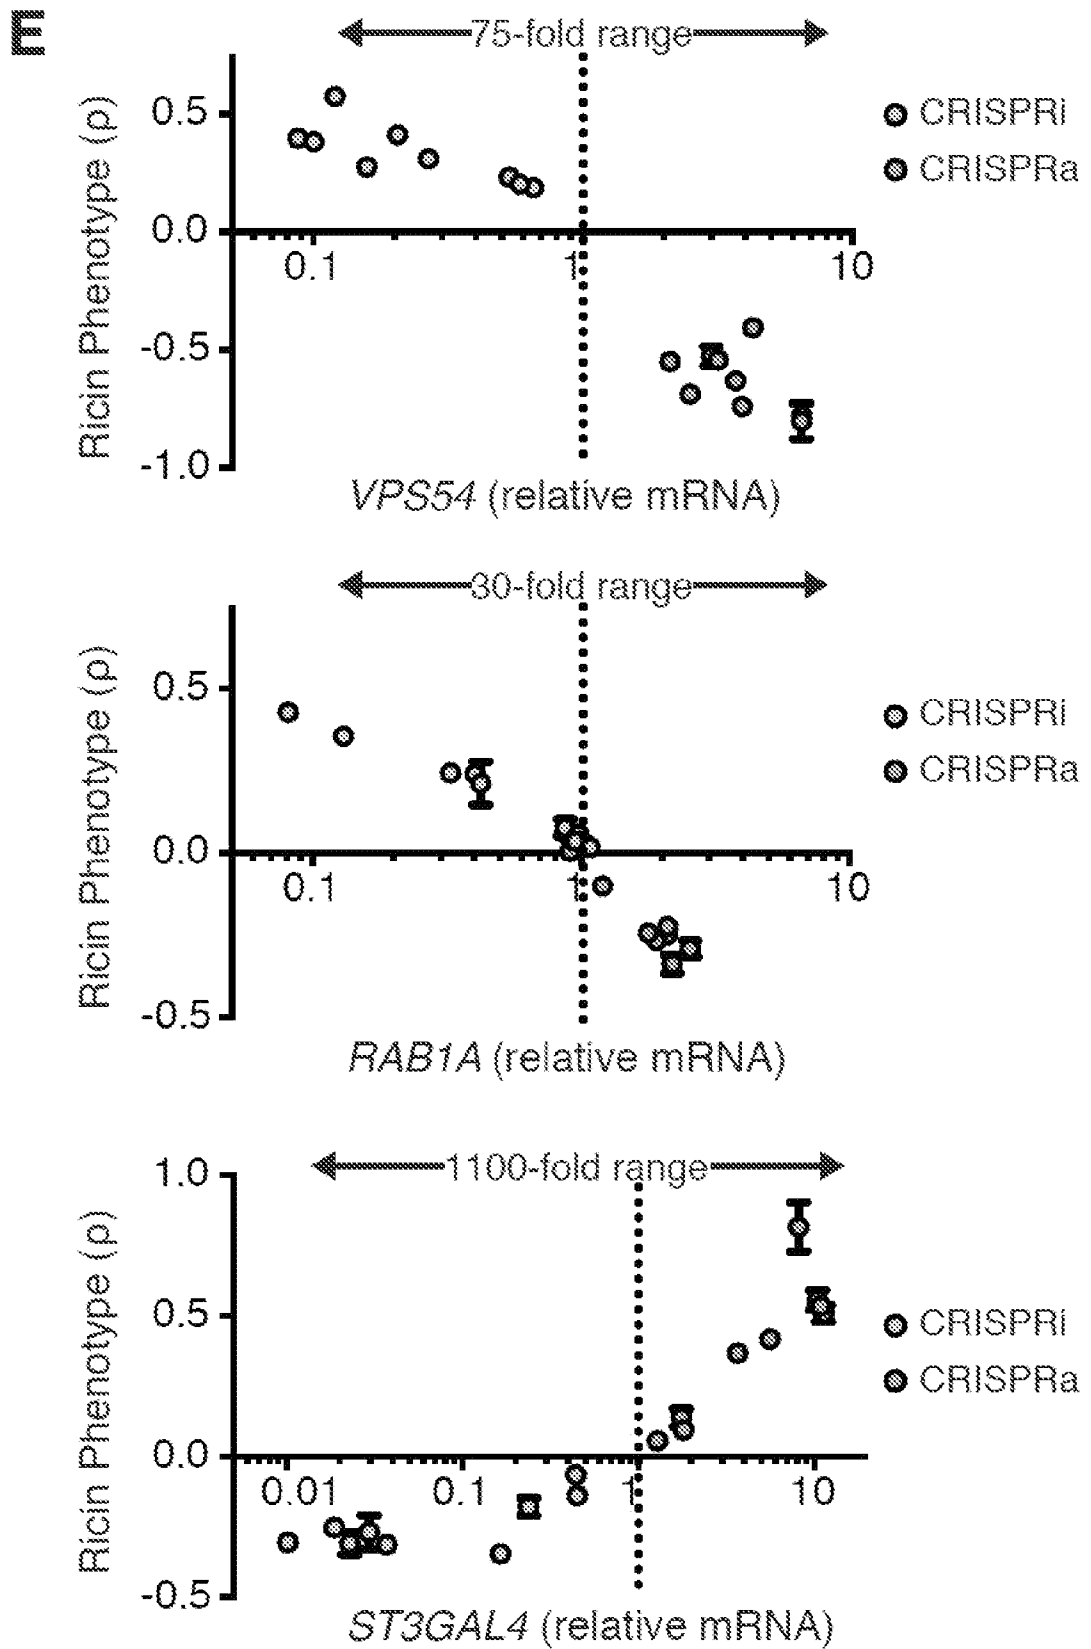 E
75-fold range
Ricin Phenotype (ρ)
0.5
0.0
-0.5
-1.0
0.1
1
10
CRISPRi
CRISPRa
VPS54 (relative mRNA)
30-fold range
Ricin Phenotype (ρ)
0.5
0.0
-0.5
0.1
1
10
CRISPRi
CRISPRa
RAB1A (relative mRNA)
1100-fold range
Ricin Phenotype (ρ)
1.0
0.5
0.0
-0.5
0.01
0.1
1
10
CRISPRi
CRISPRa
ST3GAL4 (relative mRNA)